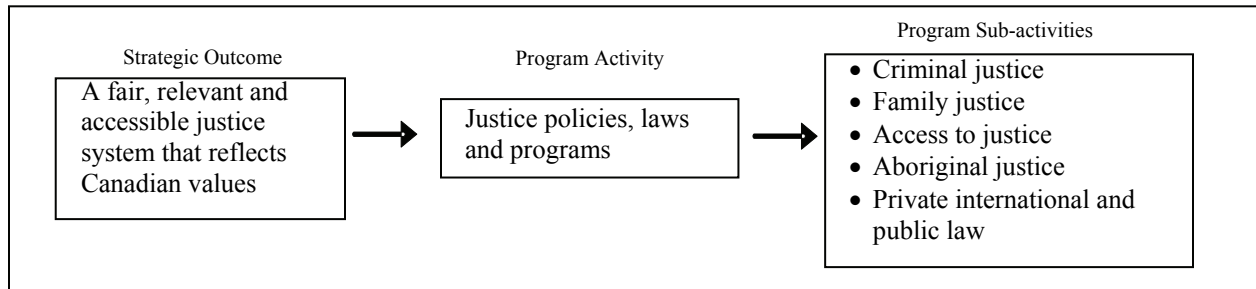 Strategic Outcome
A fair, relevant and
accessible justice
system that reflects
Canadian values
Program Activity
Justice policies, laws
and programs
Program Sub-activities
• Criminal justice
• Family justice
• Access to justice
• Aboriginal justice
• Private international and
public law